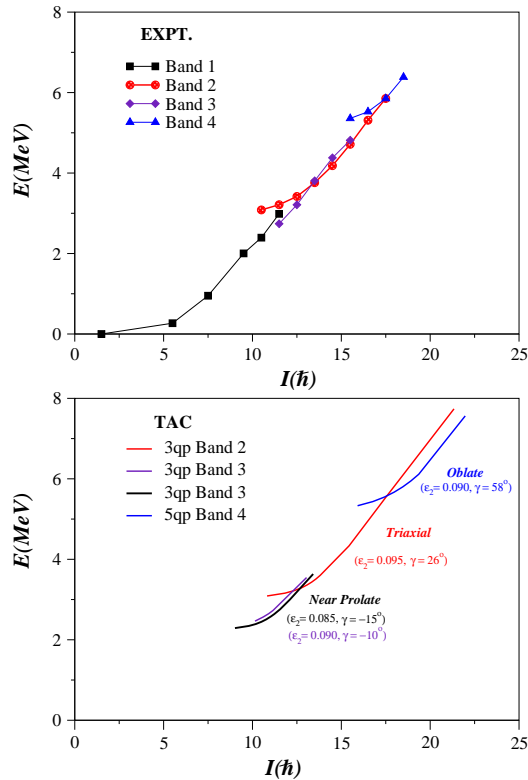 8
EXPT.
Band 1
Band 2
Band 3
Band 4
6
4
2
0
E(MeV)
0 5 10 15 20 25
I(ℏ)
8
TAC
3qp Band 2
3qp Band 3
3qp Band 3
5qp Band 4
6
4
2
0
E(MeV)
Oblate
(ε₂= 0.090, γ= 58°)
Triaxial
(ε₂= 0.095, γ= 26°)
Near Prolate
(ε₂= 0.085, γ= −15°)
(ε₂= 0.090, γ= −10°)
0 5 10 15 20 25
I(ℏ)